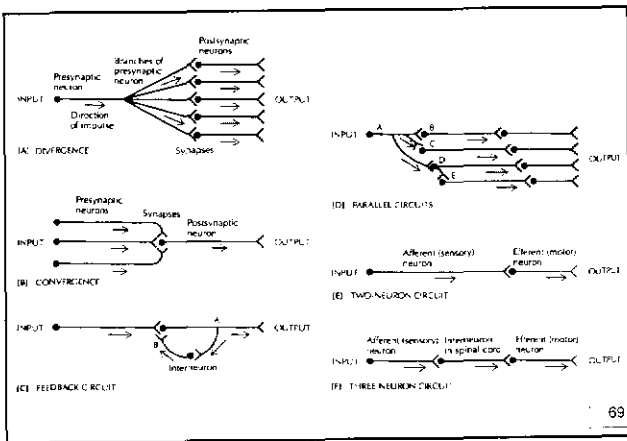 Postsynaptic
neurons
Branches of
presynaptic
neuron
Presynaptic
neuron
INPUT
OUTPUT
Direction
of impulse
Synapses
[A] DIVERGENCE
Presynaptic
neurons
Synapses
Postsynaptic
neuron
INPUT
OUTPUT
[B] CONVERGENCE
INPUT
A
OUTPUT
B
Interneuron
[C] FEEDBACK CIRCUIT
INPUT
A
B
C
D
E
OUTPUT
[D] PARALLEL CIRCUITS
Afferent (sensory)
neuron
Efferent (motor)
neuron
INPUT
OUTPUT
[E] TWO-NEURON CIRCUIT
Afferent (sensory)
neuron
Interneuron
in spinal cord
Efferent (motor)
neuron
INPUT
OUTPUT
[F] THREE NEURON CIRCUIT
69